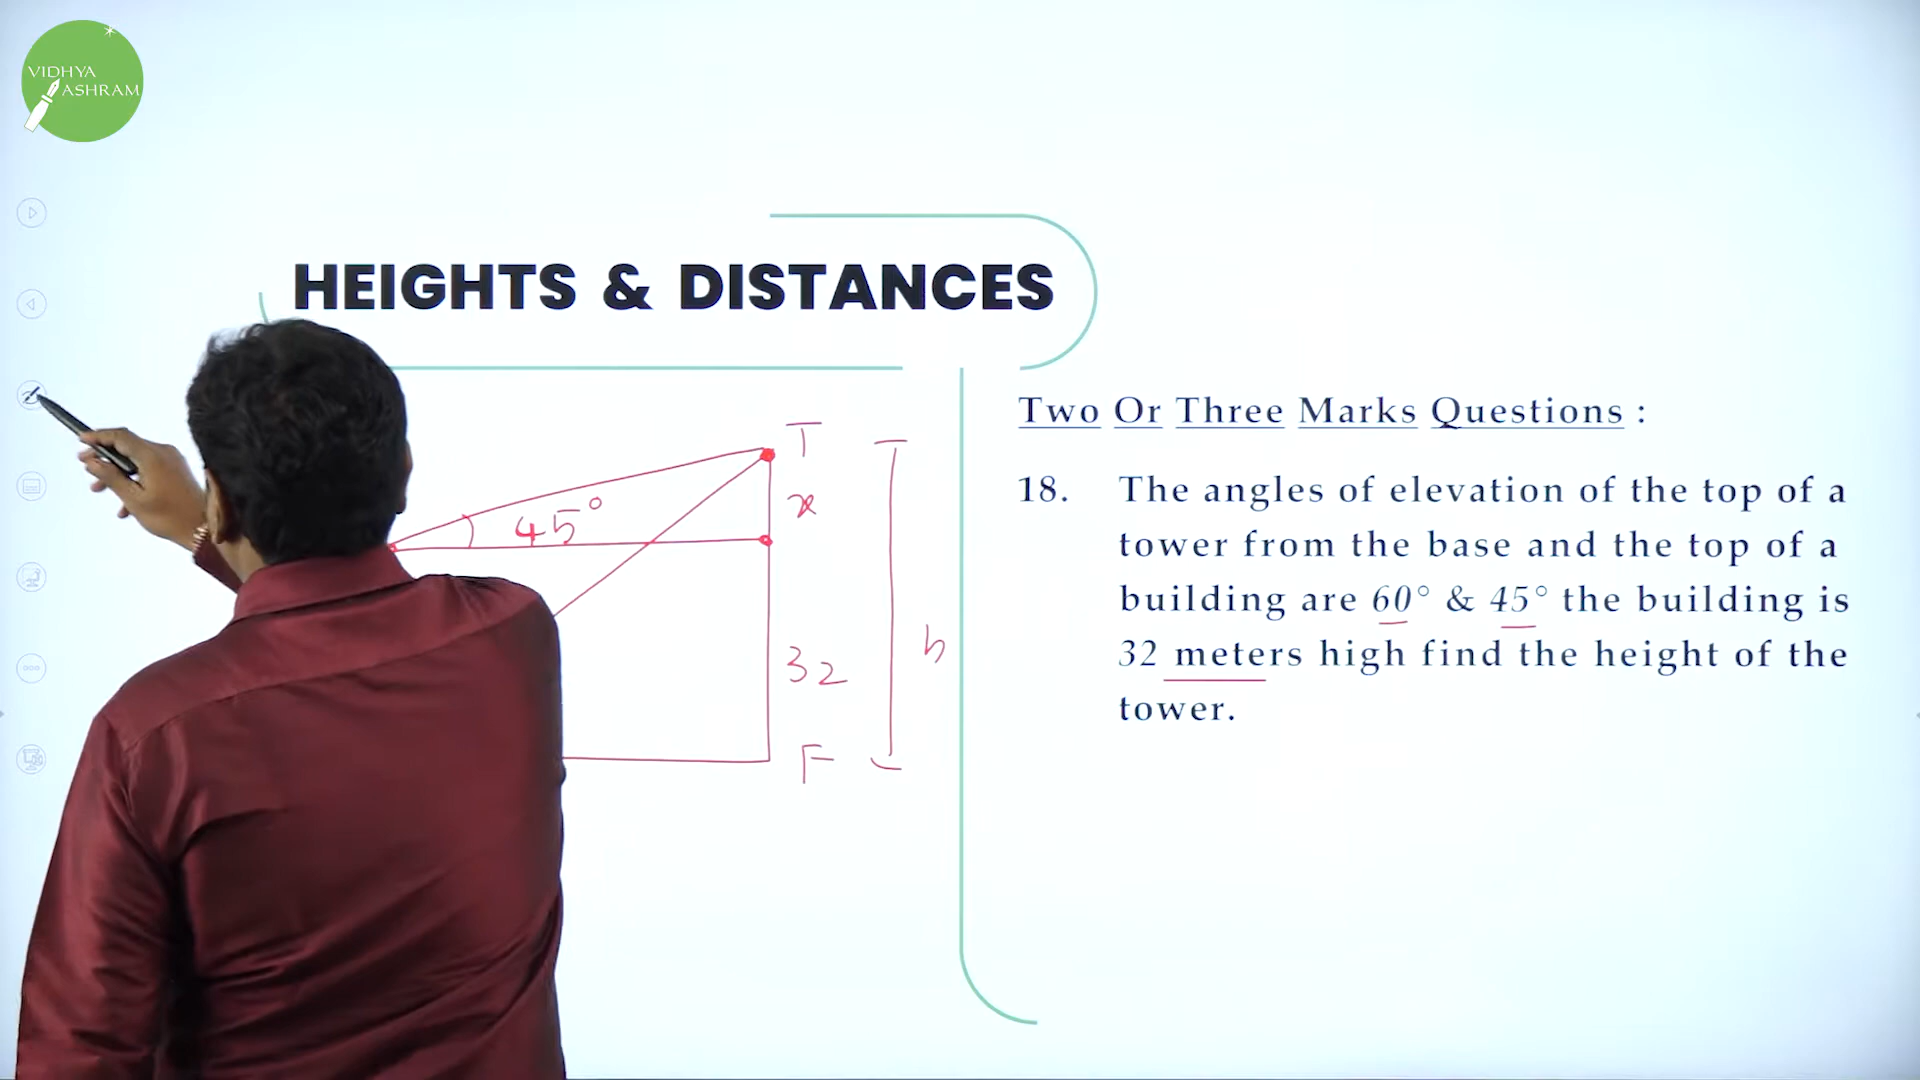 VIDHYA
ASHRAM
HEIGHTS & DISTANCES
Two Or Three Marks Questions :
18. The angles of elevation of the top of a
tower from the base and the top of a
building are 60° & 45° the building is
32 meters high find the height of the
tower.
T
x
45°
32
h
F